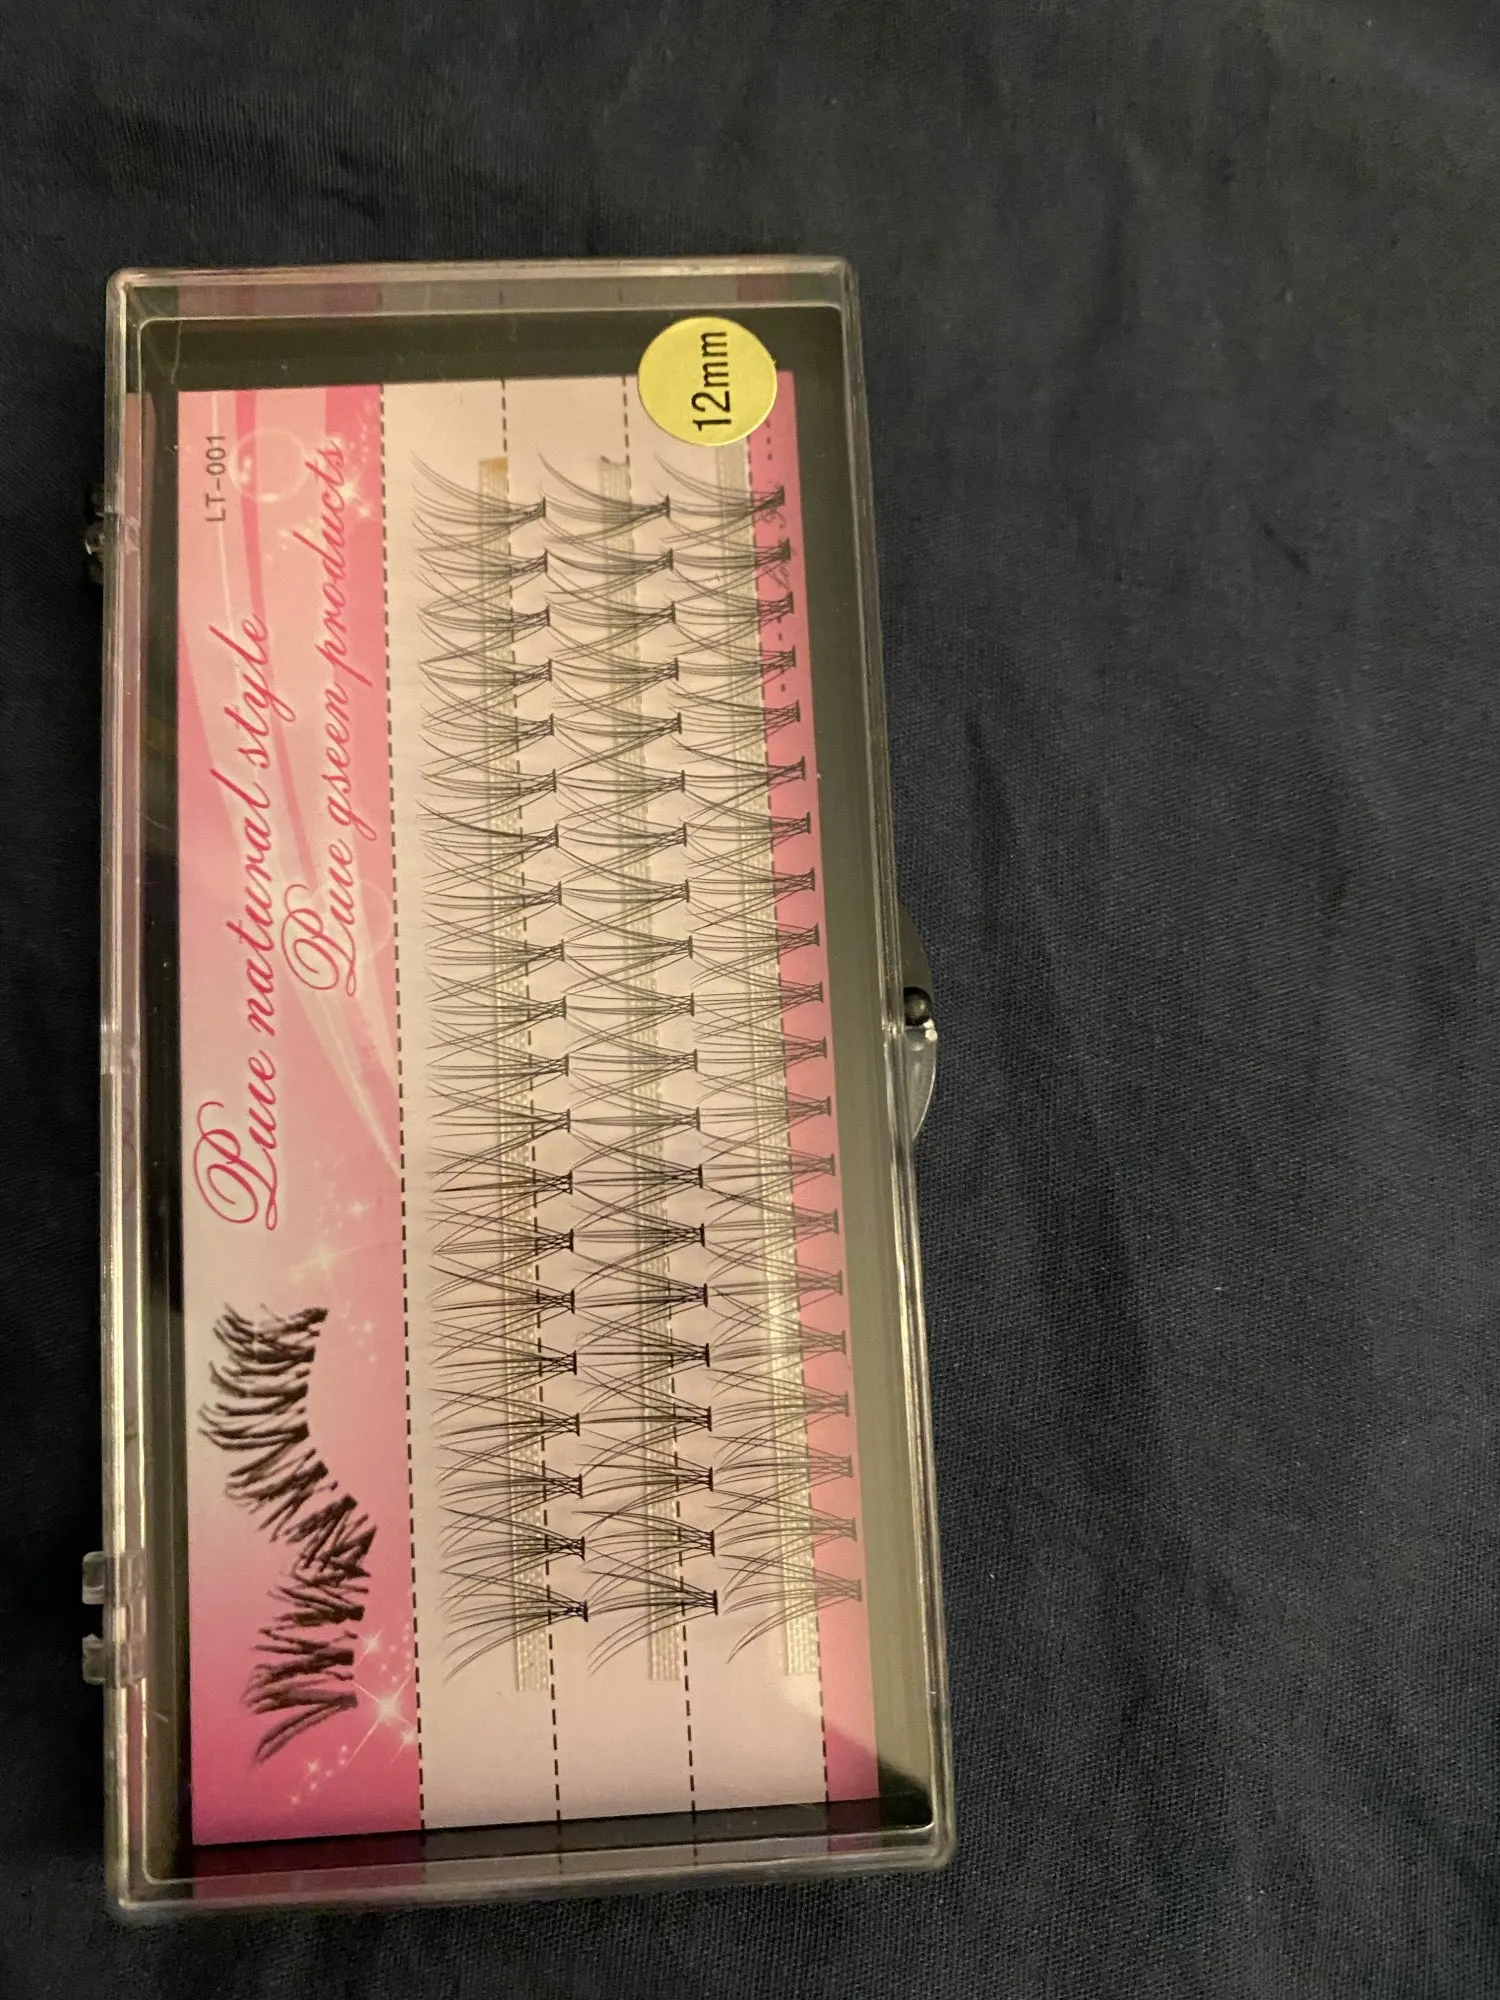 LT-001
Pure natural style
Pure gseen products
12mm